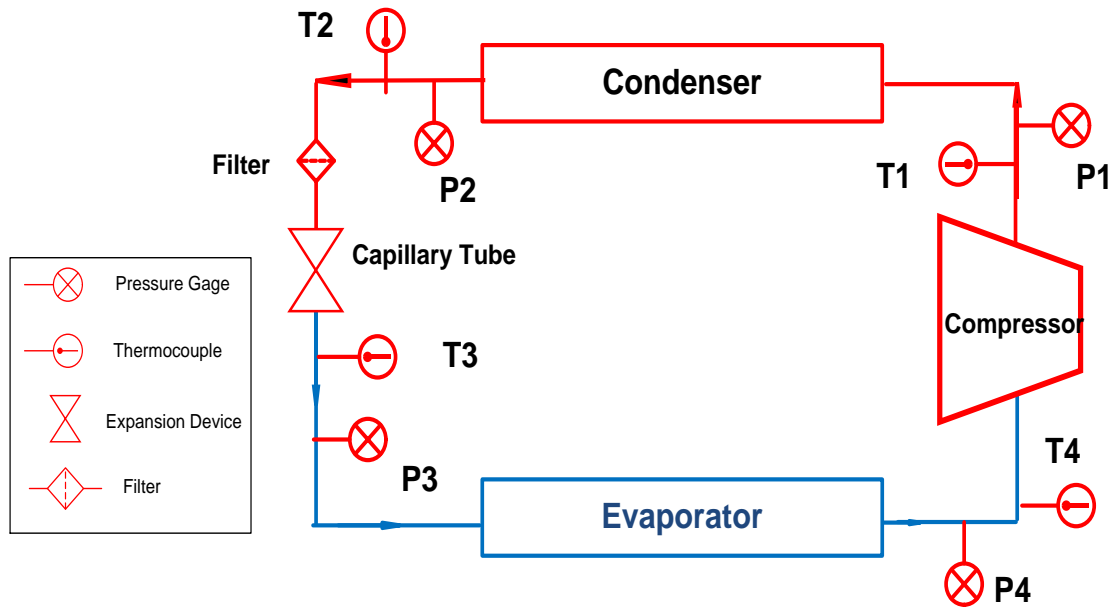 T2
Condenser
Filter
P2
T1
P1
Capillary Tube
Pressure Gage
Compressor
Thermocouple
T3
Expansion Device
T4
P3
Filter
Evaporator
P4